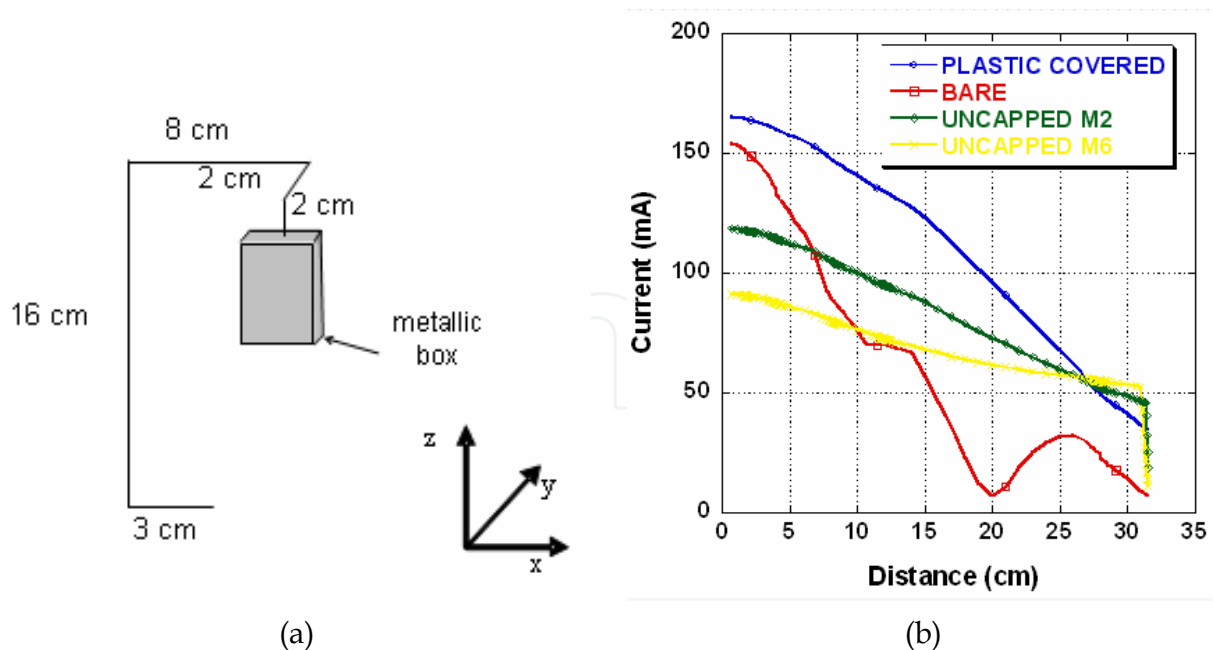 8 cm
2 cm
2 cm
16 cm
metallic
box
3 cm
z
y
x
(a)
200
150
100
50
0
Current (mA)
PLASTIC COVERED
BARE
UNCAPPED M2
UNCAPPED M6
0 5 10 15 20 25 30 35
Distance (cm)
(b)